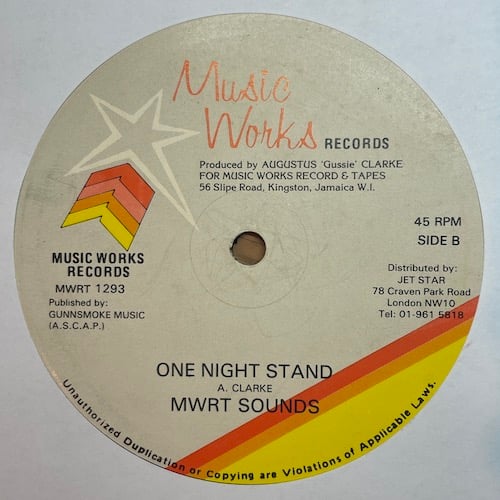 Music
Works
RECORDS
Produced by AUGUSTUS 'Gussie' CLARKE
FOR MUSIC WORKS RECORD & TAPES
56 Slipe Road, Kingston, Jamaica W.I.
MUSIC WORKS
RECORDS
MWRT 1293
Published by:
GUNNSMOKE MUSIC
(A.S.C.A.P.)
45 RPM
SIDE B
Distributed by:
JET STAR
78 Craven Park Road
London NW10
Tel: 01-961 5818
ONE NIGHT STAND
A. CLARKE
MWRT SOUNDS
Unauthorized Duplication or Copying are Violations of Applicable Laws.